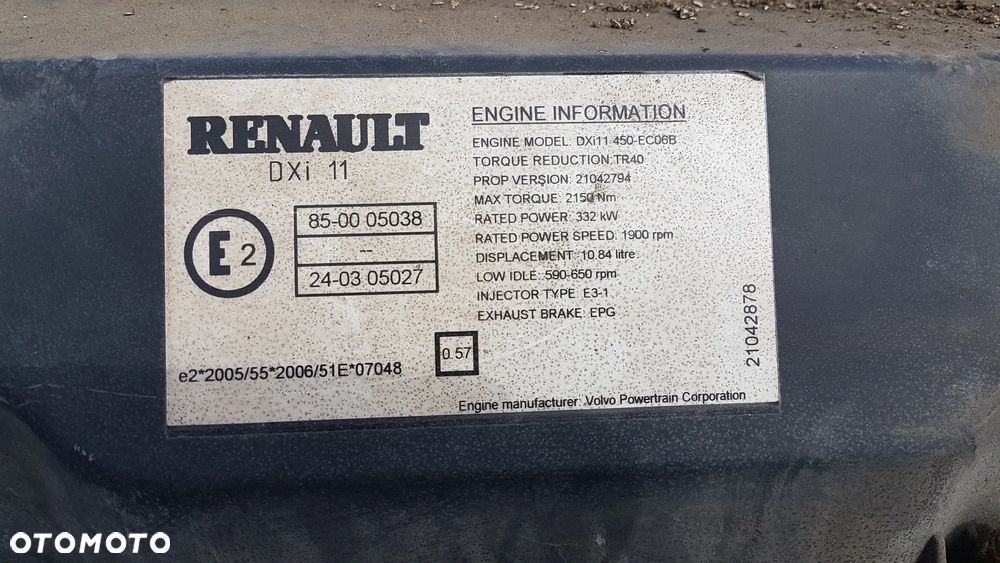 RENAULT
DXi 11
E 2
85-00 05038
--
24-03 05027
e2*2005/55*2006/51E*07048
0.57
ENGINE INFORMATION
ENGINE MODEL: DXi11 450-EC06B
TORQUE REDUCTION:TR40
PROP VERSION: 21042794
MAX TORQUE: 2150 Nm
RATED POWER: 332 kW
RATED POWER SPEED: 1900 rpm
DISPLACEMENT: 10.84 litre
LOW IDLE: 590-650 rpm
INJECTOR TYPE: E3-1
EXHAUST BRAKE: EPG
21042878
Engine manufacturer: Volvo Powertrain Corporation
OTOMOTO